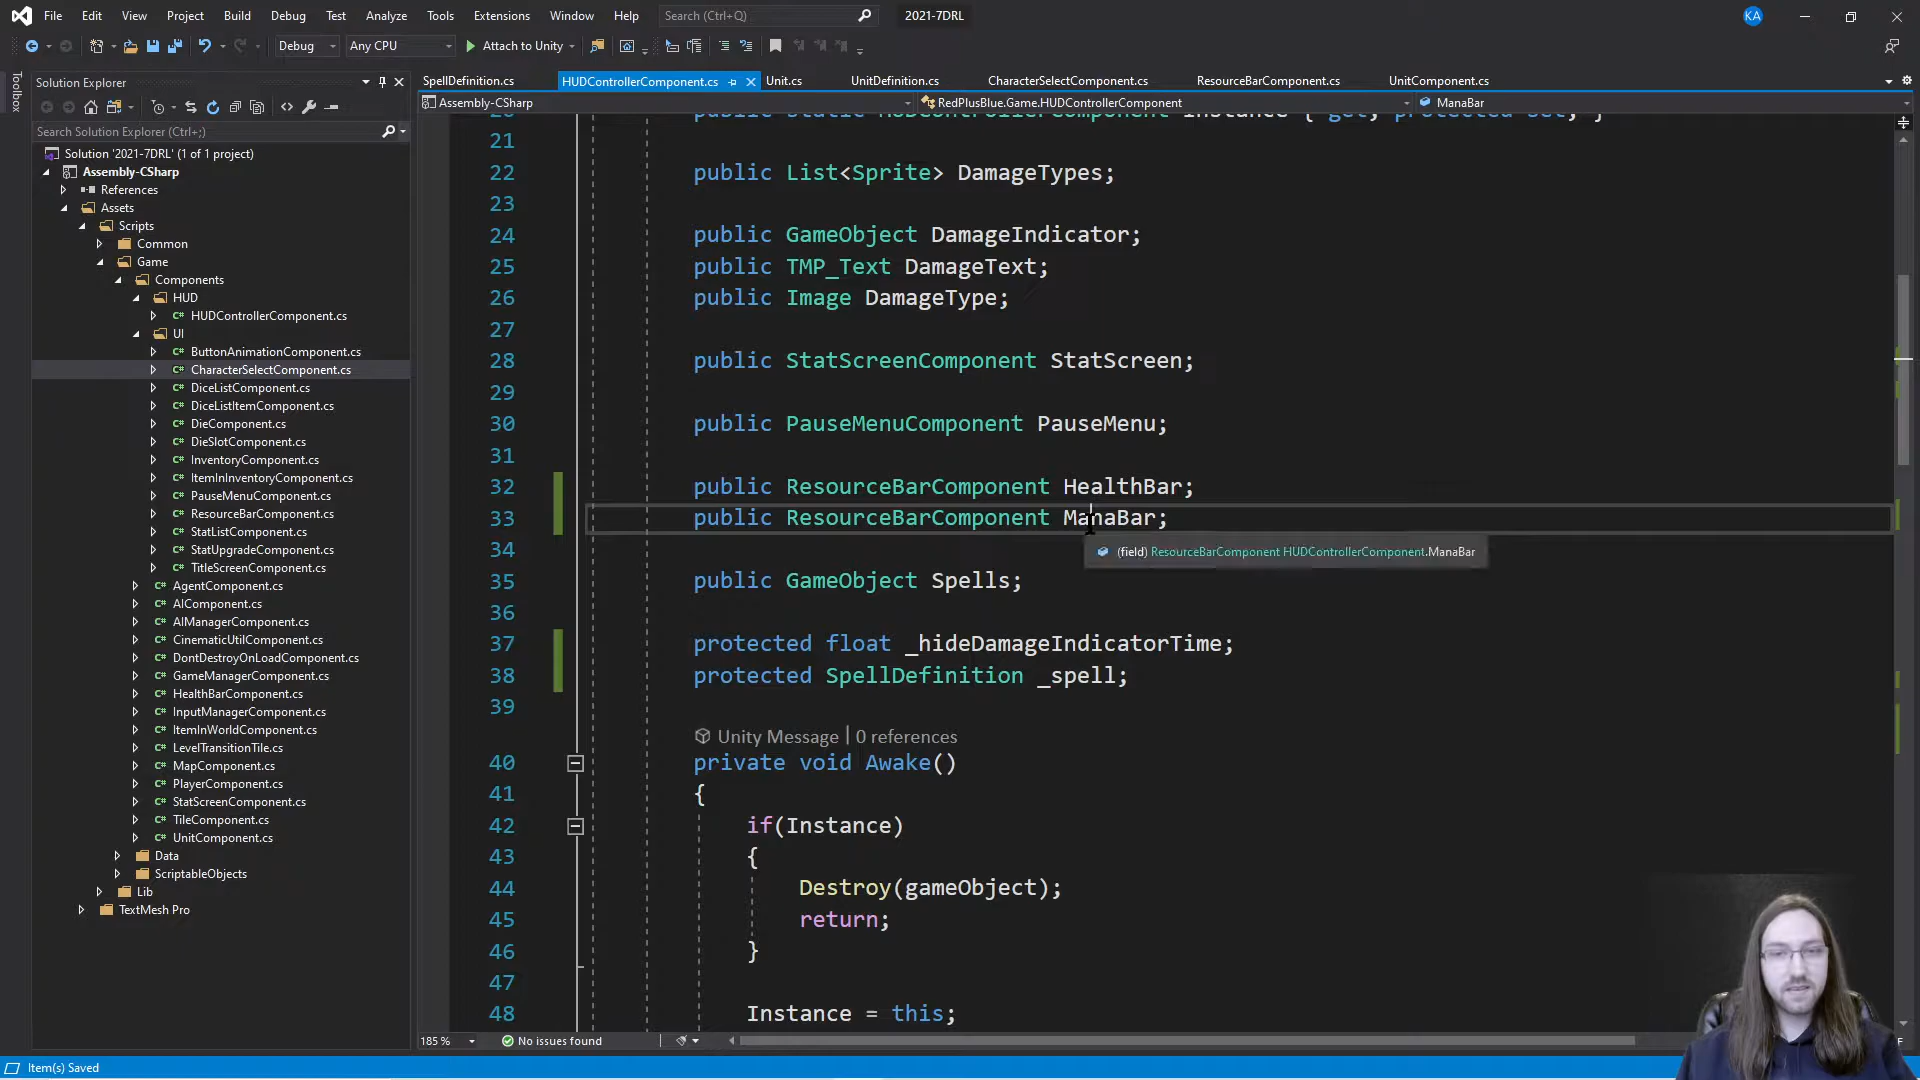 File Edit View Project Build Debug Test Analyze Tools Extensions Window Help Search (Ctrl+Q) 2021-7DRL KA
Debug Any CPU Attach to Unity
Toolbox
Solution Explorer
Search Solution Explorer (Ctrl+;)
Solution '2021-7DRL' (1 of 1 project)
Assembly-CSharp
References
Assets
Scripts
Common
Game
Components
HUD
C# HUDControllerComponent.cs
UI
C# ButtonAnimationComponent.cs
C# CharacterSelectComponent.cs
C# DiceListComponent.cs
C# DiceListItemComponent.cs
C# DieComponent.cs
C# DieSlotComponent.cs
C# InventoryComponent.cs
C# ItemInInventoryComponent.cs
C# PauseMenuComponent.cs
C# ResourceBarComponent.cs
C# StatListComponent.cs
C# StatUpgradeComponent.cs
C# TitleScreenComponent.cs
C# AgentComponent.cs
C# AIComponent.cs
C# AIManagerComponent.cs
C# CinematicUtilComponent.cs
C# DontDestroyOnLoadComponent.cs
C# GameManagerComponent.cs
C# HealthBarComponent.cs
C# InputManagerComponent.cs
C# ItemInWorldComponent.cs
C# LevelTransitionTile.cs
C# MapComponent.cs
C# PlayerComponent.cs
C# StatScreenComponent.cs
C# TileComponent.cs
C# UnitComponent.cs
Data
ScriptableObjects
Lib
TextMesh Pro
SpellDefinition.cs HUDControllerComponent.cs Unit.cs UnitDefinition.cs CharacterSelectComponent.cs ResourceBarComponent.cs UnitComponent.cs
Assembly-CSharp RedPlusBlue.Game.HUDControllerComponent ManaBar
20 public static HUDControllerComponent Instance { get; protected set; }
21
22 public List<Sprite> DamageTypes;
23
24 public GameObject DamageIndicator;
25 public TMP_Text DamageText;
26 public Image DamageType;
27
28 public StatScreenComponent StatScreen;
29
30 public PauseMenuComponent PauseMenu;
31
32 public ResourceBarComponent HealthBar;
33 public ResourceBarComponent ManaBar;
34
(field) ResourceBarComponent HUDControllerComponent.ManaBar
35 public GameObject Spells;
36
37 protected float _hideDamageIndicatorTime;
38 protected SpellDefinition _spell;
39
Unity Message | 0 references
40 private void Awake()
41 {
42 if(Instance)
43 {
44 Destroy(gameObject);
45 return;
46 }
47
48 Instance = this;
185 % No issues found
Item(s) Saved